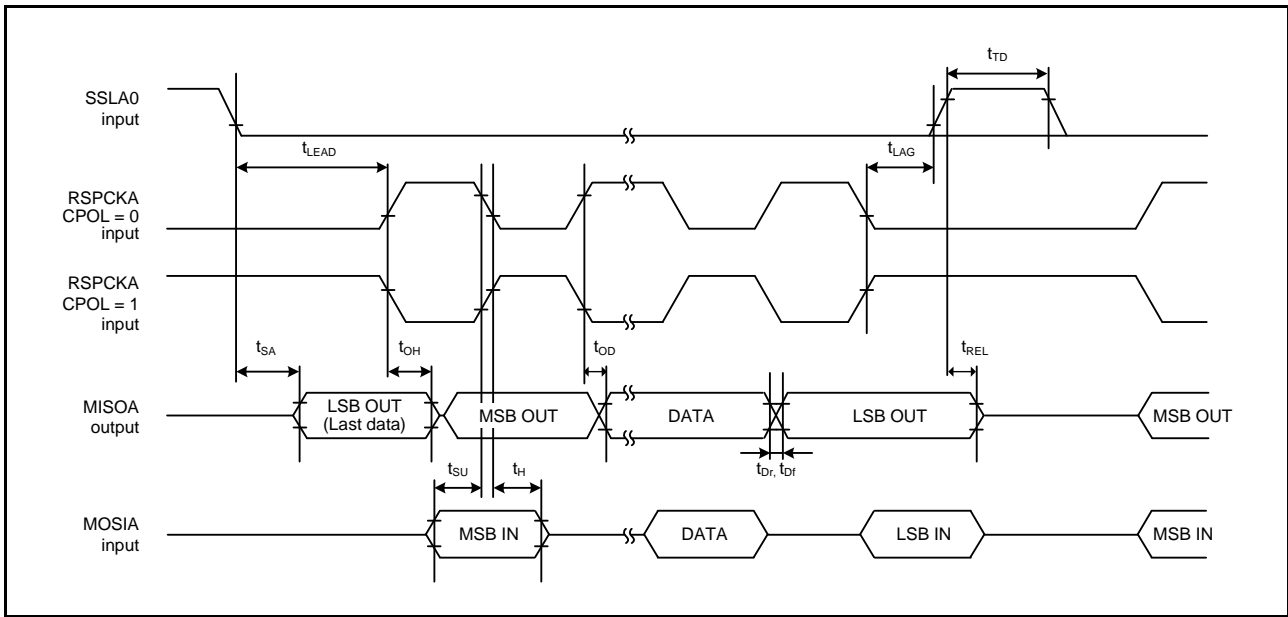 tTD
SSLA0
input
tLEAD
tLAG
RSPCKA
CPOL = 0
input
RSPCKA
CPOL = 1
input
tSA
tOH
tOD
tREL
MISOA
output
LSB OUT
(Last data)
MSB OUT
DATA
LSB OUT
MSB OUT
tSU
tH
tDr, tDf
MOSIA
input
MSB IN
DATA
LSB IN
MSB IN